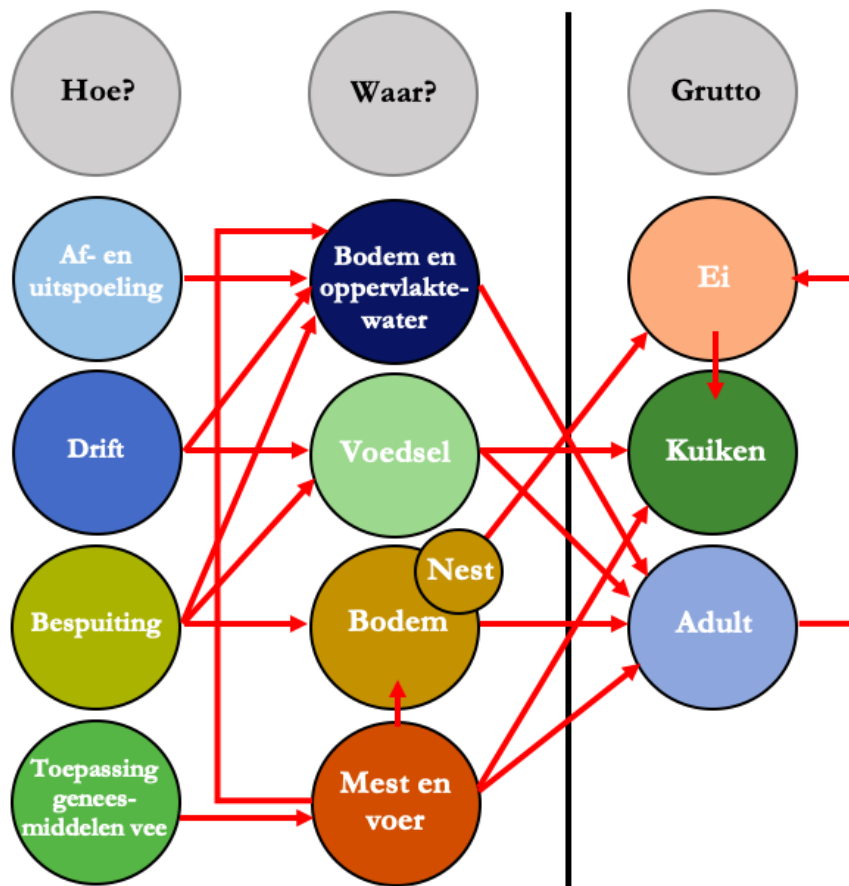 Hoe?
Waar?
Grutto
Af- en
uitspoeling
Bodem en
oppervlakte-
water
Ei
Drift
Voedsel
Kuiken
Bespuiting
Nest
Bodem
Adult
Toepassing
genees-
middelen vee
Mest en
voer